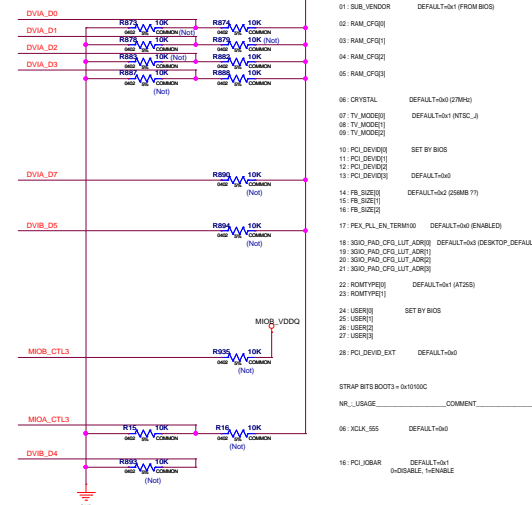 DVIA_D0
R873 10K R874 10K
0402 5% COMMON (Not) 0402 5% COMMON
DVIA_D1
R878 10K R879 10K
0402 5% COMMON 0402 5% COMMON (Not)
DVIA_D2
10K R882 10K
0402 5% COMMON (Not) 0402 5% COMMON
DVIA_D3
R887 10K R888 10K
0402 5% COMMON 0402 5% COMMON
(Not) (Not)
DVIA_D7
R890 10K
0402 5% COMMON
(Not)
DVIB_D5
R894 10K
0402 5% COMMON
(Not)
MIOB_VDDQ
MIOB_CTL3
R935 10K
0402 5% COMMON
(Not)
MIOA_CTL3
R15 10K R16 10K
0402 5% COMMON 0402 5% COMMON
(Not)
DVIB_D4
R893 10K
0402 5% COMMON
(Not)
01 : SUB_VENDOR DEFAULT=0x1 (FROM BIOS)
02 : RAM_CFG[0]
03 : RAM_CFG[1]
04 : RAM_CFG[2]
05 : RAM_CFG[3]
06 : CRYSTAL DEFAULT=0x0 (27MHz)
07 : TV_MODE[0] DEFAULT=0x1 (NTSC_J)
08 : TV_MODE[1]
09 : TV_MODE[2]
10 : PCI_DEVID[0] SET BY BIOS
11 : PCI_DEVID[1]
12 : PCI_DEVID[2]
13 : PCI_DEVID[3] DEFAULT=0x0
14 : FB_SIZE[0] DEFAULT=0x2 (256MB ??)
15 : FB_SIZE[1]
16 : FB_SIZE[2]
17 : PEX_PLL_EN_TERM100 DEFAULT=0x0 (ENABLED)
18 : 3GIO_PAD_CFG_LUT_ADR[0] DEFAULT=0x3 (DESKTOP_DEFAUL
19 : 3GIO_PAD_CFG_LUT_ADR[1]
20 : 3GIO_PAD_CFG_LUT_ADR[2]
21 : 3GIO_PAD_CFG_LUT_ADR[3]
22 : ROMTYPE[0] DEFAULT=0x1 (AT25S)
23 : ROMTYPE[1]
24 : USER[0] SET BY BIOS
25 : USER[1]
26 : USER[2]
27 : USER[3]
28 : PCI_DEVID_EXT DEFAULT=0x0
STRAP BITS BOOT3 = 0x10100C
NR_:_USAGE____________________COMMENT________________
06 : XCLK_555 DEFAULT=0x0
16 : PCI_IOBAR DEFAULT=0x1
0=DISABLE, 1=ENABLE